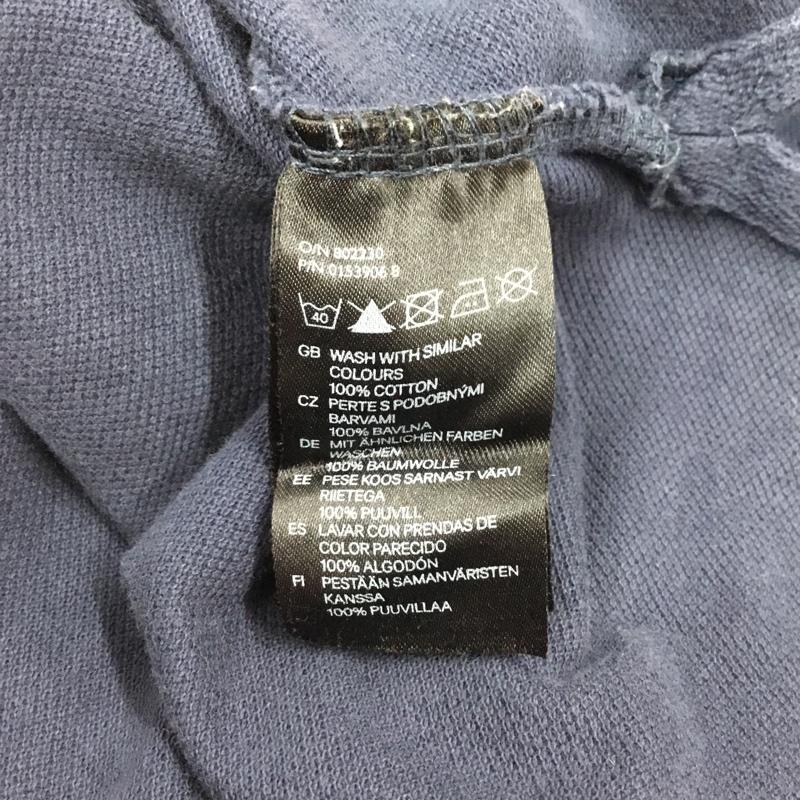 O/N 802230
P/N 0153906 8
40
GB WASH WITH SIMILAR
COLOURS
100% COTTON
CZ PERTE S PODOBNÝMI
BARVAMI
100% BAVLNA
DE MIT ÄHNLICHEN FARBEN
WASCHEN
100% BAUMWOLLE
EE PESE KOOS SARNAST VÄRVI
RIIETEGA
100% PUUVILL
ES LAVAR CON PRENDAS DE
COLOR PARECIDO
100% ALGODÓN
FI PESTÄÄN SAMANVÄRISTEN
KANSSA
100% PUUVILLAA